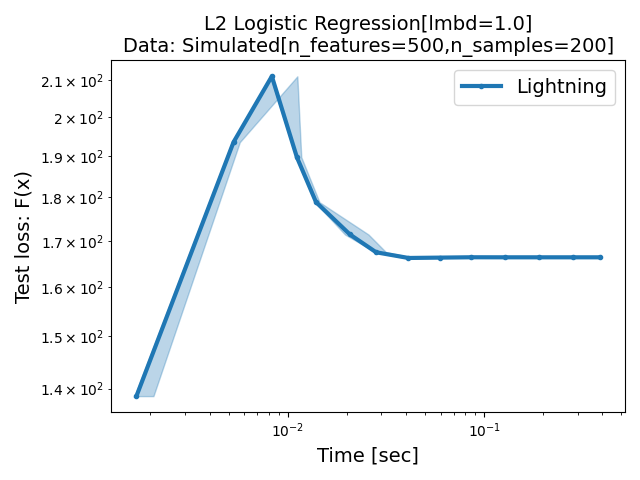 L2 Logistic Regression[lmbd=1.0]
Data: Simulated[n_features=500,n_samples=200]
Lightning
Test loss: F(x)
2.1 × 10²
2 × 10²
1.9 × 10²
1.8 × 10²
1.7 × 10²
1.6 × 10²
1.5 × 10²
1.4 × 10²
10⁻² 10⁻¹
Time [sec]